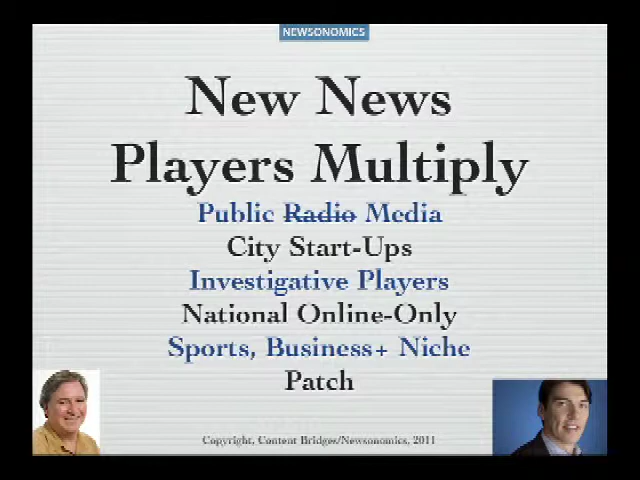 NEWSONOMICS
New News
Players Multiply
Public Radio Media
City Start-Ups
Investigative Players
National Online-Only
Sports, Business+ Niche
Patch
Copyright, Content Bridges/Newsonomics, 2011